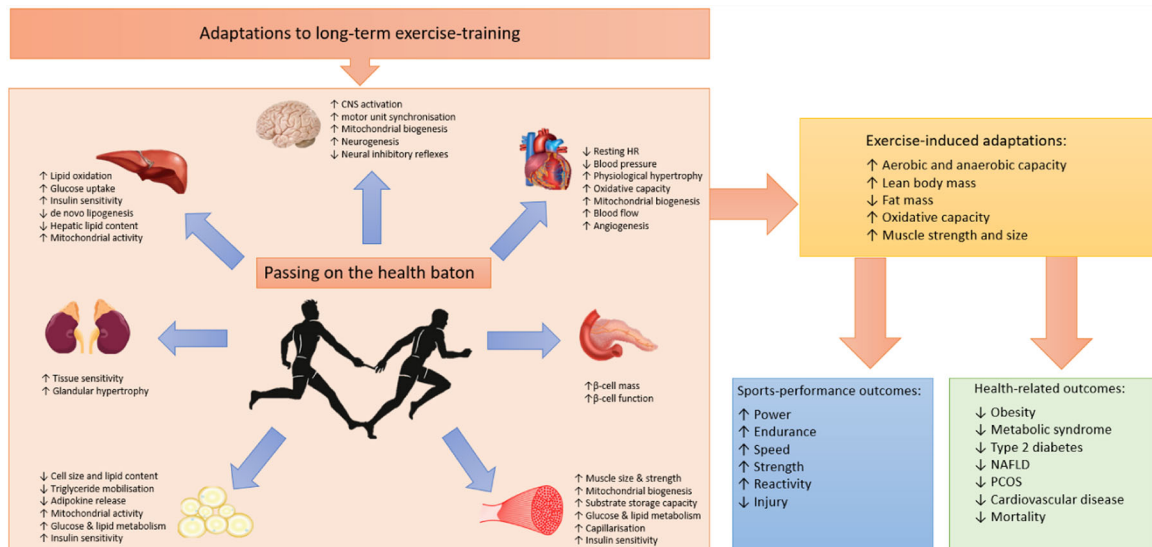 Adaptations to long-term exercise-training
↑ CNS activation
↑ motor unit synchronisation
↑ Mitochondrial biogenesis
↑ Neurogenesis
↓ Neural inhibitory reflexes
↑ Lipid oxidation
↑ Glucose uptake
↑ Insulin sensitivity
↓ de novo lipogenesis
↓ Hepatic lipid content
↑ Mitochondrial activity
↓ Resting HR
↓ Blood pressure
↑ Physiological hypertrophy
↑ Oxidative capacity
↑ Mitochondrial biogenesis
↑ Blood flow
↑ Angiogenesis
Passing on the health baton
↑ Tissue sensitivity
↑ Glandular hypertrophy
↑β-cell mass
↑β-cell function
↓ Cell size and lipid content
↓ Triglyceride mobilisation
↓ Adipokine release
↑ Mitochondrial activity
↑ Glucose & lipid metabolism
↑ Insulin sensitivity
↑ Muscle size & strength
↑ Mitochondrial biogenesis
↑ Substrate storage capacity
↑ Glucose & lipid metabolism
↑ Capillarisation
↑ Insulin sensitivity
Exercise-induced adaptations:
↑ Aerobic and anaerobic capacity
↑ Lean body mass
↓ Fat mass
↑ Oxidative capacity
↑ Muscle strength and size
Sports-performance outcomes:
↑ Power
↑ Endurance
↑ Speed
↑ Strength
↑ Reactivity
↓ Injury
Health-related outcomes:
↓ Obesity
↓ Metabolic syndrome
↓ Type 2 diabetes
↓ NAFLD
↓ PCOS
↓ Cardiovascular disease
↓ Mortality